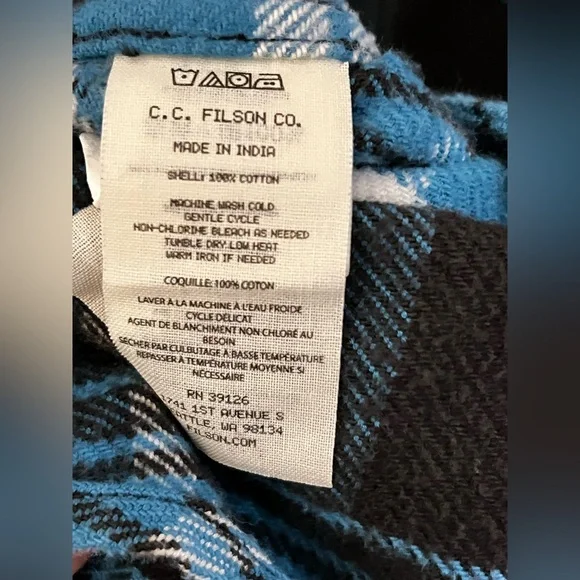 C.C. FILSON CO.
MADE IN INDIA
SHELL: 100% COTTON
MACHINE WASH COLD
GENTLE CYCLE
NON-CHLORINE BLEACH AS NEEDED
TUMBLE DRY LOW HEAT
WARM IRON IF NEEDED
COQUILLE: 100% COTON
LAVER À LA MACHINE À L'EAU FROIDE
CYCLE DÉLICAT
AGENT DE BLANCHIMENT NON CHLORÉ AU
BESOIN
SÉCHER PAR CULBUTAGE À BASSE TEMPÉRATURE
REPASSER À TEMPÉRATURE MOYENNE SI
NÉCESSAIRE
RN 39126
1741 1ST AVENUE S
SEATTLE, WA 98134
FILSON.COM